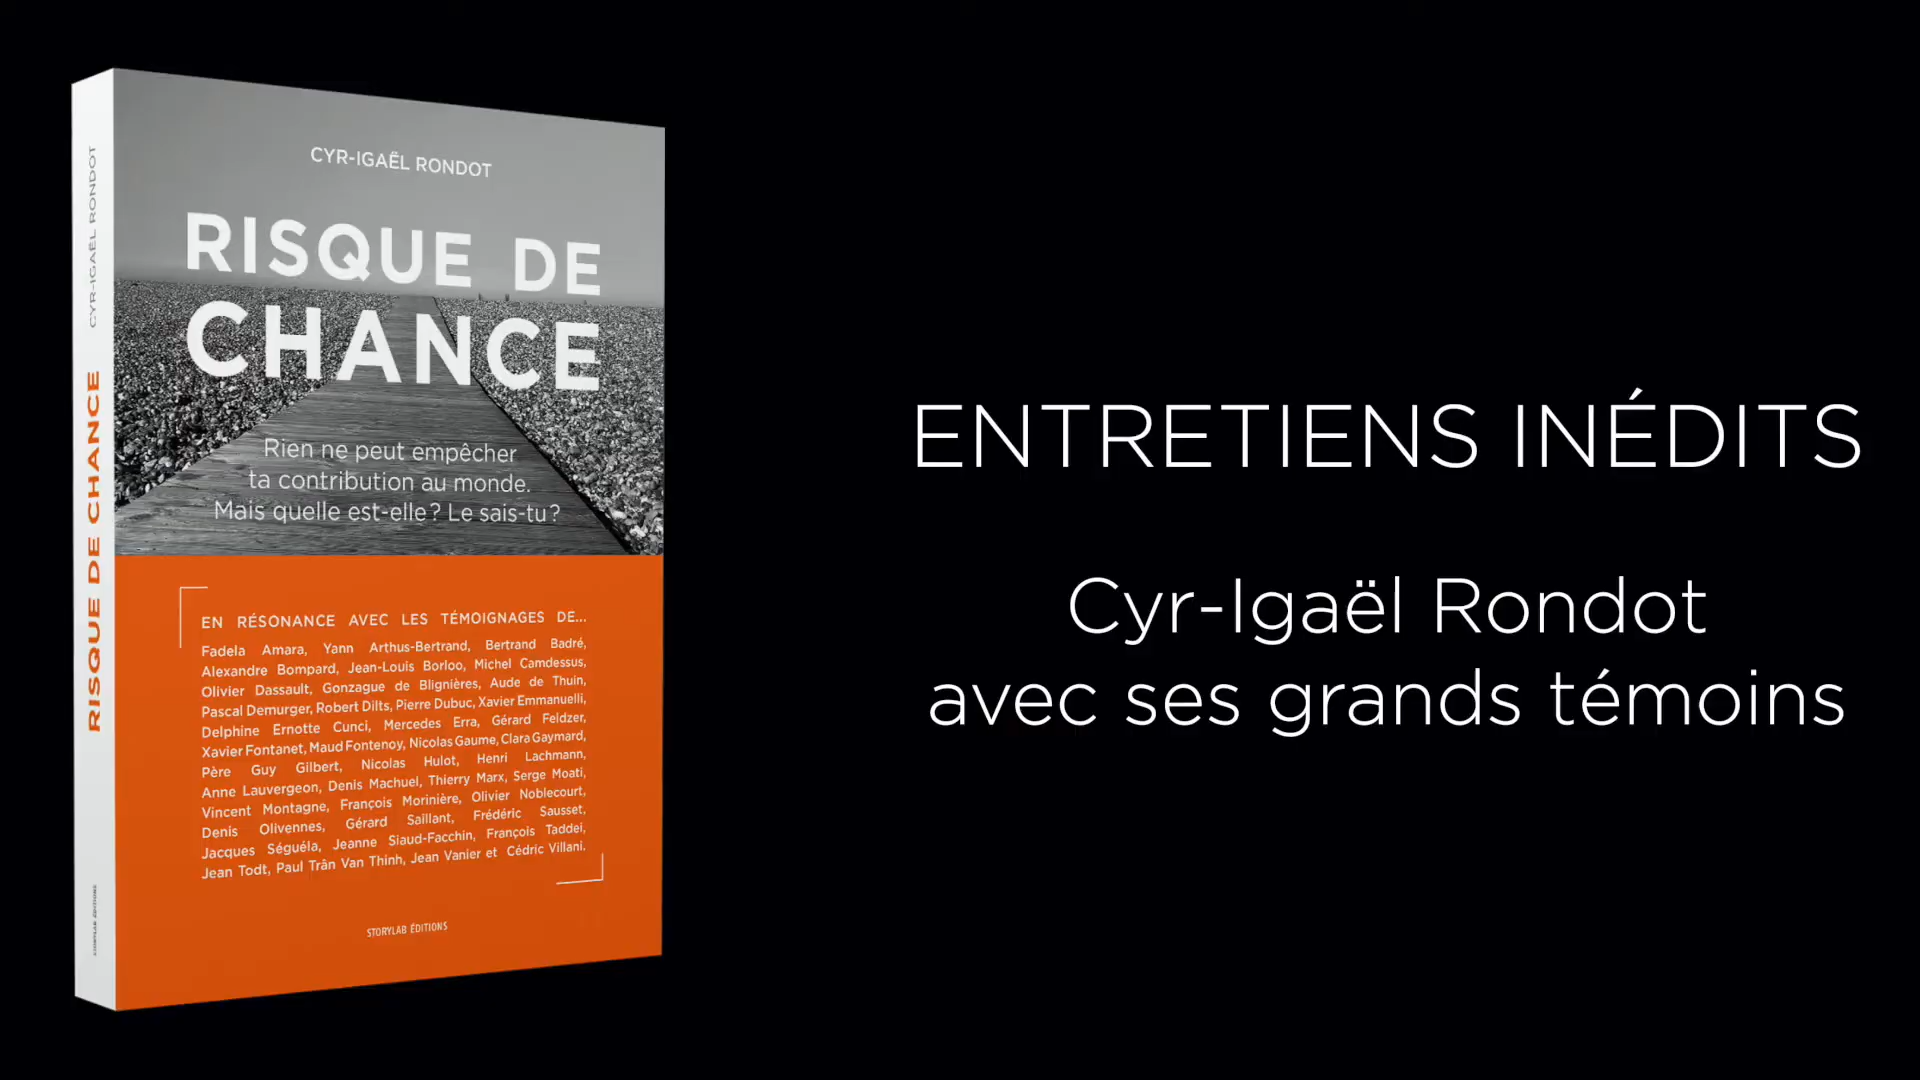 CYR-IGAËL RONDOT
RISQUE DE CHANCE
STORYLAB ÉDITIONS
CYR-IGAËL RONDOT
RISQUE DE
CHANCE
Rien ne peut empêcher
ta contribution au monde.
Mais quelle est-elle ? Le sais-tu ?
EN RÉSONANCE AVEC LES TÉMOIGNAGES DE...
Fadela Amara, Yann Arthus-Bertrand, Bertrand Badré,
Alexandre Bompard, Jean-Louis Borloo, Michel Camdessus,
Olivier Dassault, Gonzague de Blignières, Aude de Thuin,
Pascal Demurger, Robert Dilts, Pierre Dubuc, Xavier Emmanuelli,
Delphine Ernotte Cunci, Mercedes Erra, Gérard Feldzer,
Xavier Fontanet, Maud Fontenoy, Nicolas Gaume, Clara Gaymard,
Père Guy Gilbert, Nicolas Hulot, Henri Lachmann,
Anne Lauvergeon, Denis Machuel, Thierry Marx, Serge Moati,
Vincent Montagne, François Morinière, Olivier Noblecourt,
Denis Olivennes, Gérard Saillant, Frédéric Sausset,
Jacques Séguéla, Jeanne Siaud-Facchin, François Taddei,
Jean Todt, Paul Trân Van Thinh, Jean Vanier et Cédric Villani.
STORYLAB ÉDITIONS
ENTRETIENS INÉDITS
Cyr-Igaël Rondot
avec ses grands témoins